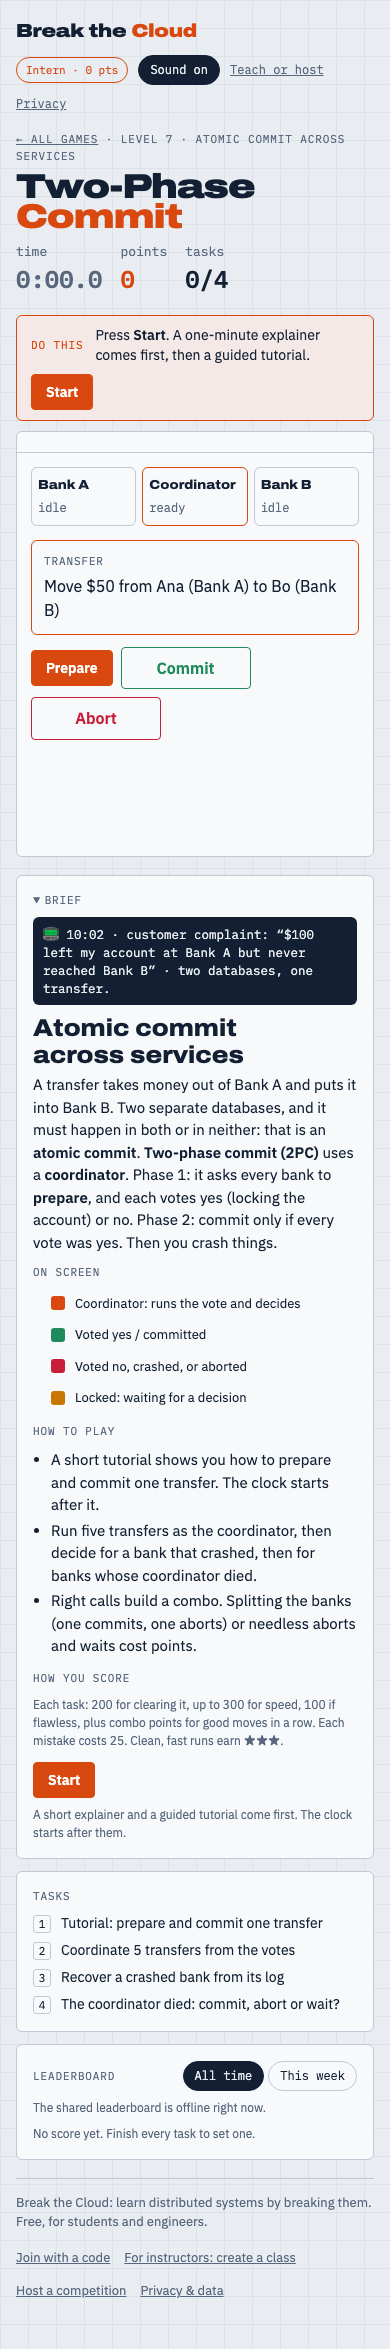 Break the Cloud
Intern · 0 pts
Sound on
Teach or host
Privacy
← ALL GAMES · LEVEL 7 · ATOMIC COMMIT ACROSS
SERVICES
Two-Phase
Commit
time points tasks
0:00.0 0 0/4
DO THIS
Press Start. A one-minute explainer
comes first, then a guided tutorial.
Start
Bank A
idle
Coordinator
ready
Bank B
idle
TRANSFER
Move $50 from Ana (Bank A) to Bo (Bank
B)
Prepare
Commit
Abort
▾ BRIEF
10:02 · customer complaint: “$100
left my account at Bank A but never
reached Bank B” · two databases, one
transfer.
Atomic commit
across services
A transfer takes money out of Bank A and puts it
into Bank B. Two separate databases, and it
must happen in both or in neither: that is an
atomic commit. Two-phase commit (2PC) uses
a coordinator. Phase 1: it asks every bank to
prepare, and each votes yes (locking the
account) or no. Phase 2: commit only if every
vote was yes. Then you crash things.
ON SCREEN
Coordinator: runs the vote and decides
Voted yes / committed
Voted no, crashed, or aborted
Locked: waiting for a decision
HOW TO PLAY
• A short tutorial shows you how to prepare
and commit one transfer. The clock starts
after it.
• Run five transfers as the coordinator, then
decide for a bank that crashed, then for
banks whose coordinator died.
• Right calls build a combo. Splitting the banks
(one commits, one aborts) or needless aborts
and waits cost points.
HOW YOU SCORE
Each task: 200 for clearing it, up to 300 for speed, 100 if
flawless, plus combo points for good moves in a row. Each
mistake costs 25. Clean, fast runs earn ★★★.
Start
A short explainer and a guided tutorial come first. The clock
starts after them.
TASKS
1 Tutorial: prepare and commit one transfer
2 Coordinate 5 transfers from the votes
3 Recover a crashed bank from its log
4 The coordinator died: commit, abort or wait?
LEADERBOARD
All time
This week
The shared leaderboard is offline right now.
No score yet. Finish every task to set one.
Break the Cloud: learn distributed systems by breaking them.
Free, for students and engineers.
Join with a code For instructors: create a class
Host a competition Privacy & data